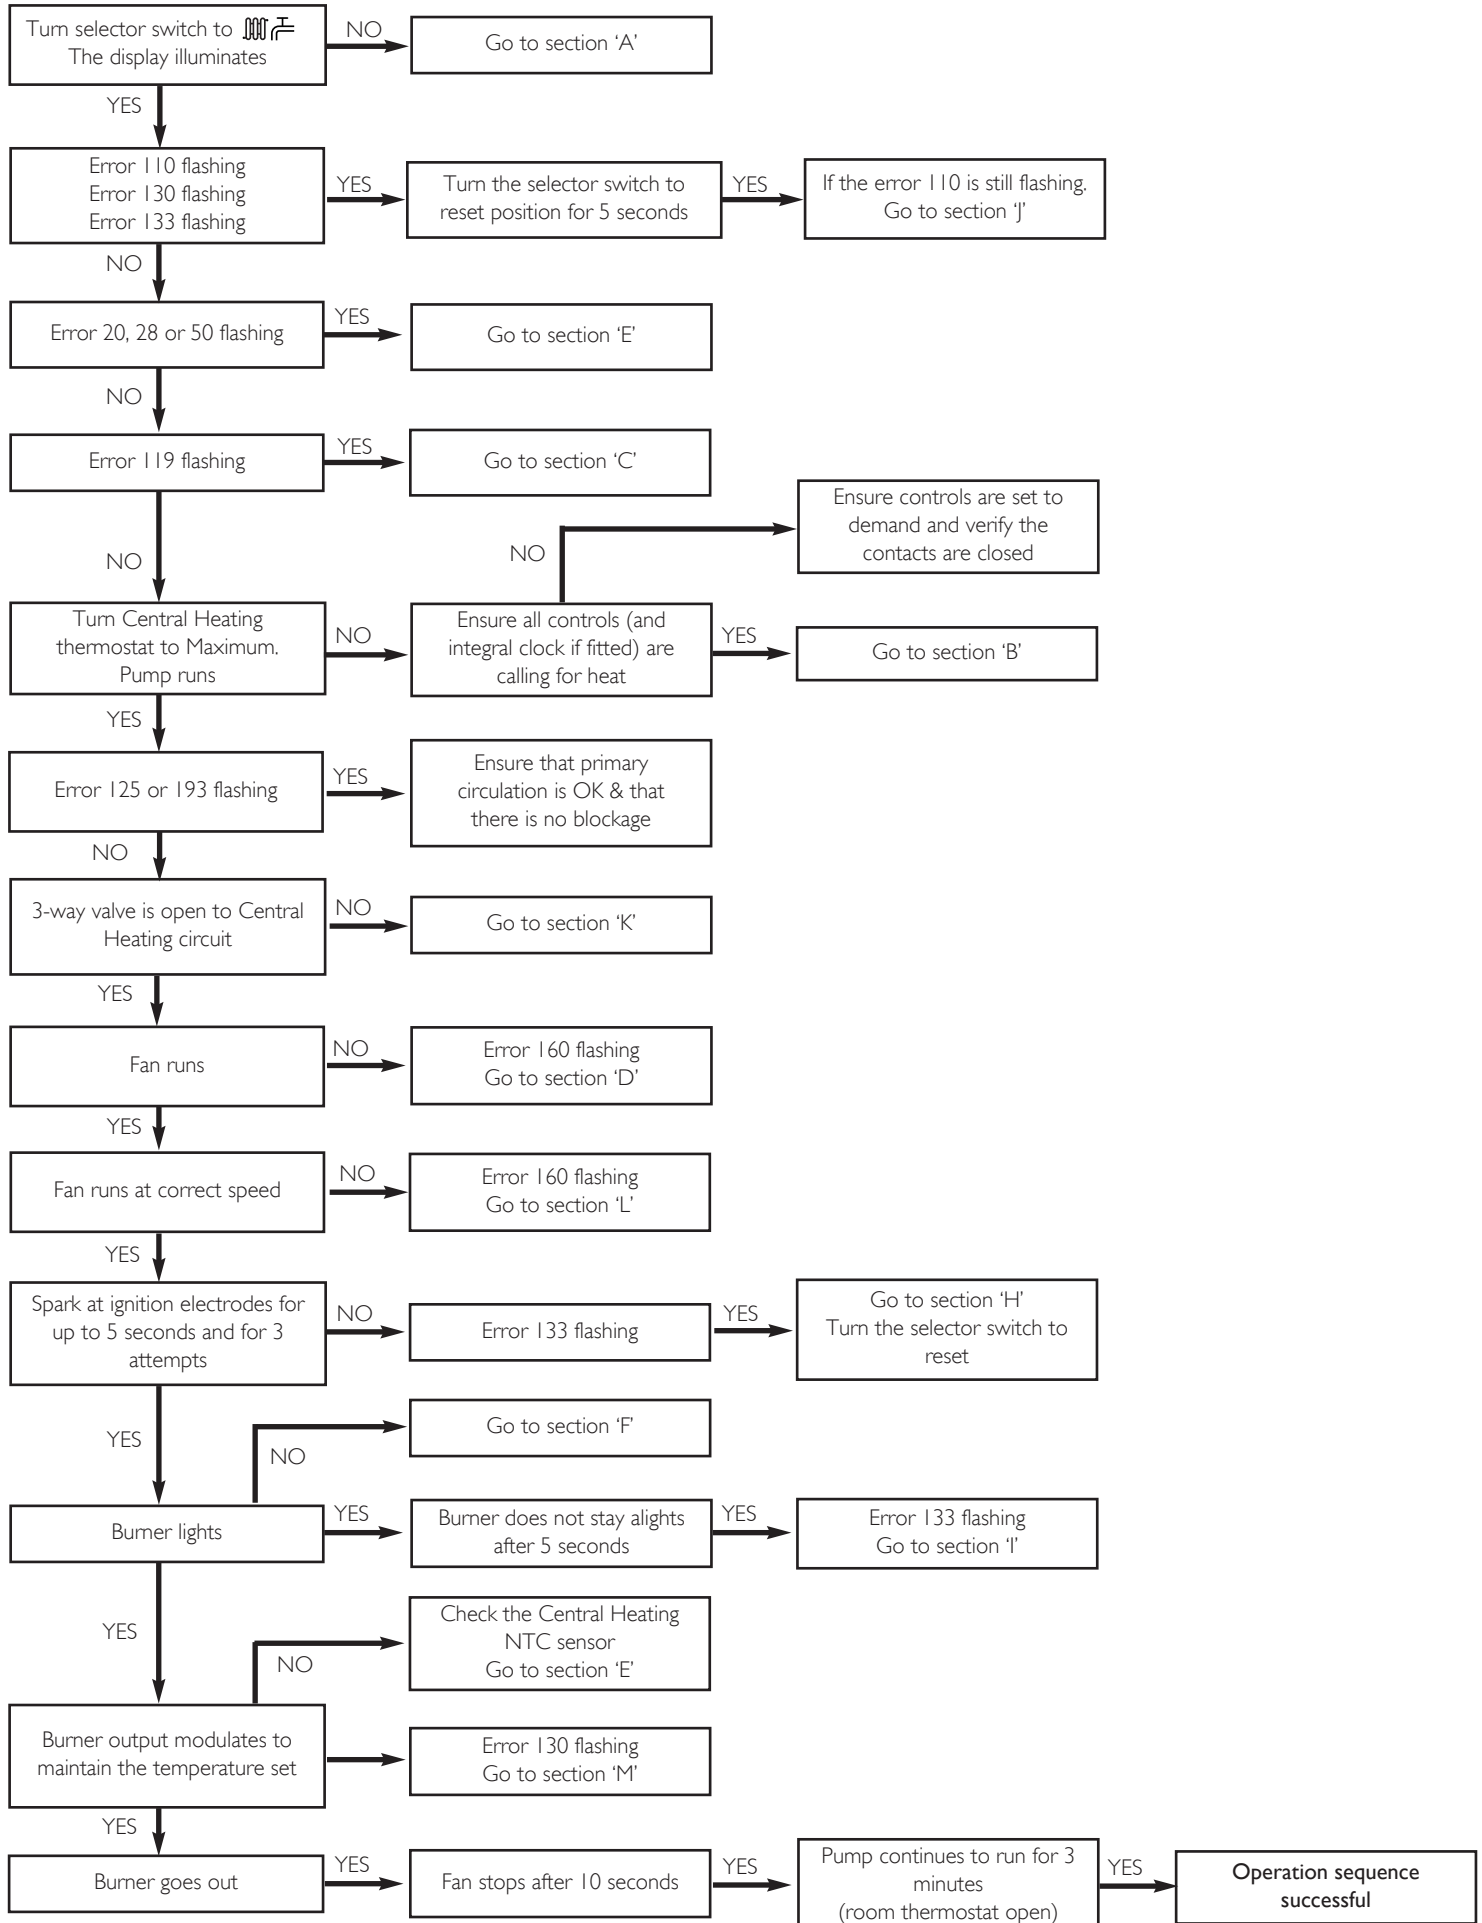 Turn selector switch to
The display illuminates
NO
Go to section ‘A’
YES
Error 110 flashing
Error 130 flashing
Error 133 flashing
YES
Turn the selector switch to
reset position for 5 seconds
YES
If the error 110 is still flashing.
Go to section ‘J’
NO
Error 20, 28 or 50 flashing
YES
Go to section ‘E’
NO
Error 119 flashing
YES
Go to section ‘C’
NO
Ensure controls are set to
demand and verify the
contacts are closed
NO
Turn Central Heating
thermostat to Maximum.
Pump runs
NO
Ensure all controls (and
integral clock if fitted) are
calling for heat
YES
Go to section ‘B’
YES
Error 125 or 193 flashing
YES
Ensure that primary
circulation is OK & that
there is no blockage
NO
3-way valve is open to Central
Heating circuit
NO
Go to section ‘K’
YES
Fan runs
NO
Error 160 flashing
Go to section ‘D’
YES
Fan runs at correct speed
NO
Error 160 flashing
Go to section ‘L’
YES
Spark at ignition electrodes for
up to 5 seconds and for 3
attempts
NO
Error 133 flashing
YES
Go to section ‘H’
Turn the selector switch to
reset
YES
NO
Go to section ‘F’
Burner lights
YES
Burner does not stay alights
after 5 seconds
YES
Error 133 flashing
Go to section ‘I’
YES
NO
Check the Central Heating
NTC sensor
Go to section ‘E’
Burner output modulates to
maintain the temperature set
Error 130 flashing
Go to section ‘M’
YES
Burner goes out
YES
Fan stops after 10 seconds
YES
Pump continues to run for 3
minutes
(room thermostat open)
YES
Operation sequence
successful